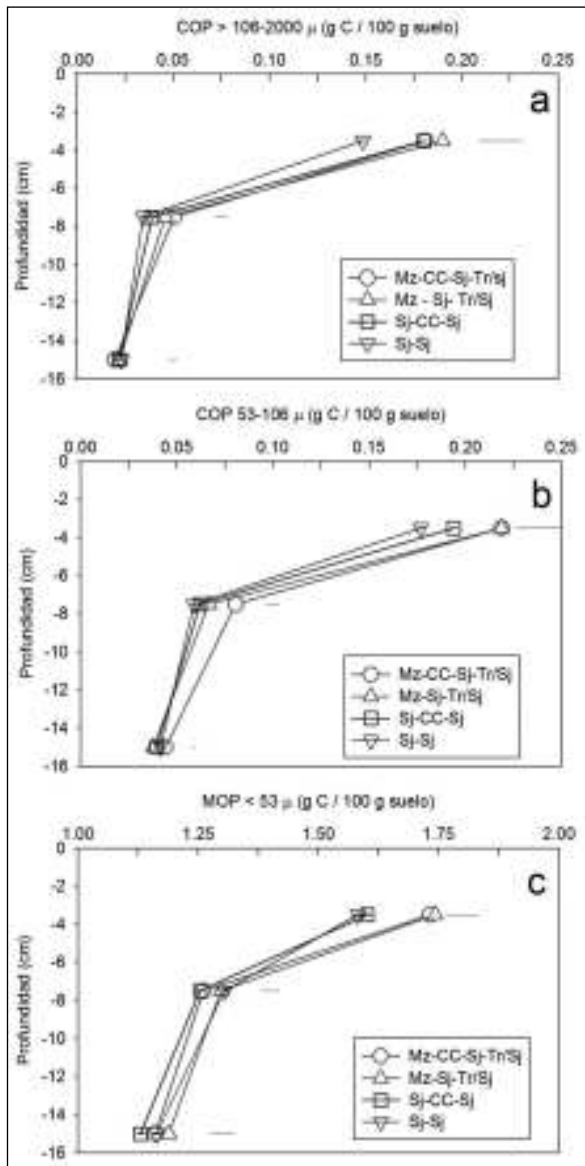 COP > 106-2000 μ (g C / 100 g suelo)
0.00 0.05 0.10 0.15 0.20 0.25
a
0
-2
-4
-6
-8
-10
-12
-14
-16
Profundidad (cm)
Mz-CC-Sj-Tr/sj
Mz - Sj- Tr/Sj
Sj-CC-Sj
Sj-Sj
COP 53-106 μ (g C / 100 g suelo)
0.00 0.05 0.10 0.15 0.20 0.25
b
0
-2
-4
-6
-8
-10
-12
-14
-16
Profundidad (cm)
Mz-CC-Sj-Tr/Sj
Mz-Sj-Tr/Sj
Sj-CC-Sj
Sj-Sj
MOP < 53 μ (g C / 100 g suelo)
1.00 1.25 1.50 1.75 2.00
c
0
-2
-4
-6
-8
-10
-12
-14
-16
Profundidad (cm)
Mz-CC-Sj-Tr/Sj
Mz-Sj-Tr/Sj
Sj-CC-Sj
Sj-Sj